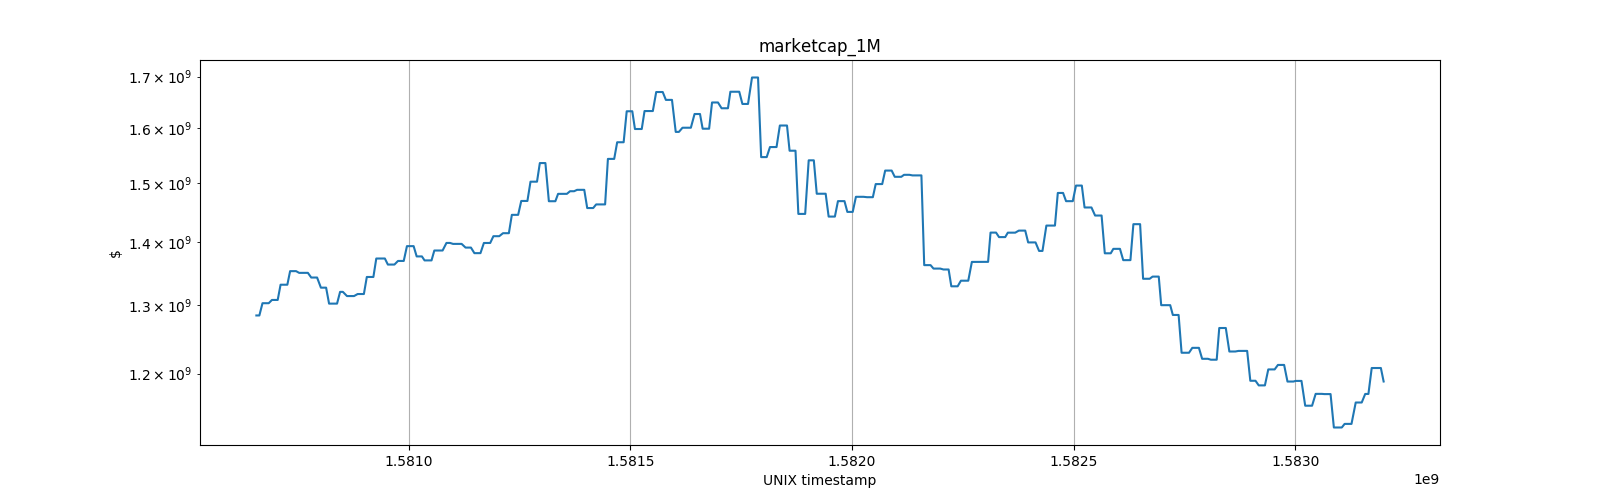 marketcap_1M
$
1.7 × 10⁹
1.6 × 10⁹
1.5 × 10⁹
1.4 × 10⁹
1.3 × 10⁹
1.2 × 10⁹
1.5810 1.5815 1.5820 1.5825 1.5830
UNIX timestamp
1e9